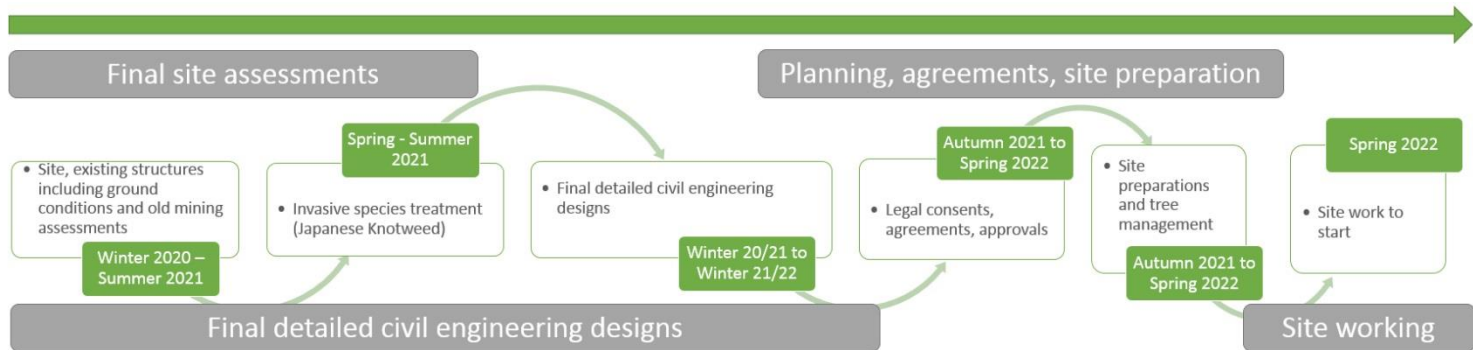 Final site assessments
Planning, agreements, site preparation
• Site, existing structures
including ground
conditions and old mining
assessments
Winter 2020 –
Summer 2021
Spring - Summer
2021
• Invasive species treatment
(Japanese Knotweed)
• Final detailed civil engineering
designs
Winter 20/21 to
Winter 21/22
Autumn 2021 to
Spring 2022
• Legal consents,
agreements, approvals
• Site
preparations
and tree
management
Autumn 2021 to
Spring 2022
Spring 2022
• Site work to
start
Final detailed civil engineering designs
Site working